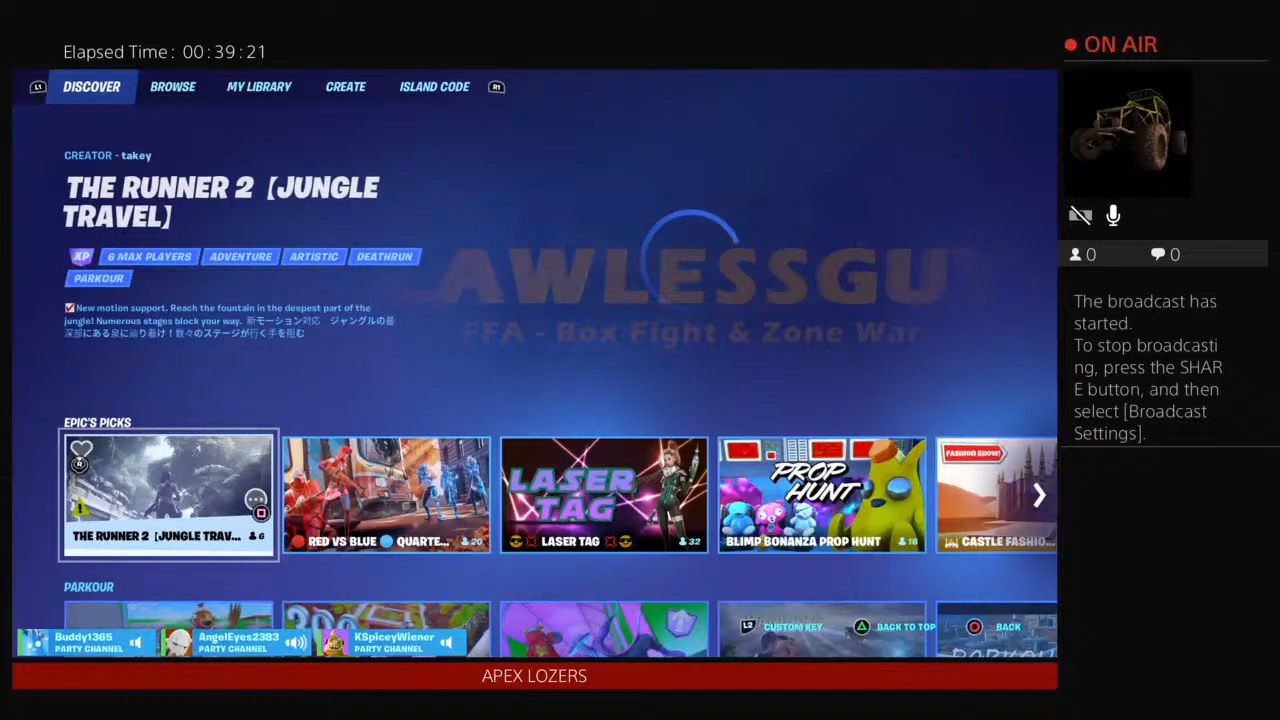 Elapsed Time: 00:39:21
ON AIR
L1 DISCOVER BROWSE MY LIBRARY CREATE ISLAND CODE R1
CREATOR - takey
THE RUNNER 2【JUNGLE
TRAVEL】
XP 6 MAX PLAYERS ADVENTURE ARTISTIC DEATHRUN
PARKOUR
New motion support. Reach the fountain in the deepest part of the
jungle! Numerous stages block your way. 新モーション対応 ジャングルの最
深部にある泉に辿り着け！数々のステージが行く手を阻む
AWLESSGU
FFA - Box Fight & Zone War
0 0
The broadcast has
started.
To stop broadcasti
ng, press the SHAR
E button, and then
select [Broadcast
Settings].
EPIC'S PICKS
R
LASER
TAG
PROP
HUNT
FASHION SHOW!
THE RUNNER 2【JUNGLE TRAV... 6
RED VS BLUE QUARTE... 20
LASER TAG 32
BLIMP BONANZA PROP HUNT 16
CASTLE FASHIO...
PARKOUR
L2 CUSTOM KEY
BACK TO TOP
BACK
Buddy1365
PARTY CHANNEL
AngelEyes2383
PARTY CHANNEL
KSpiceyWiener
PARTY CHANNEL
APEX LOZERS